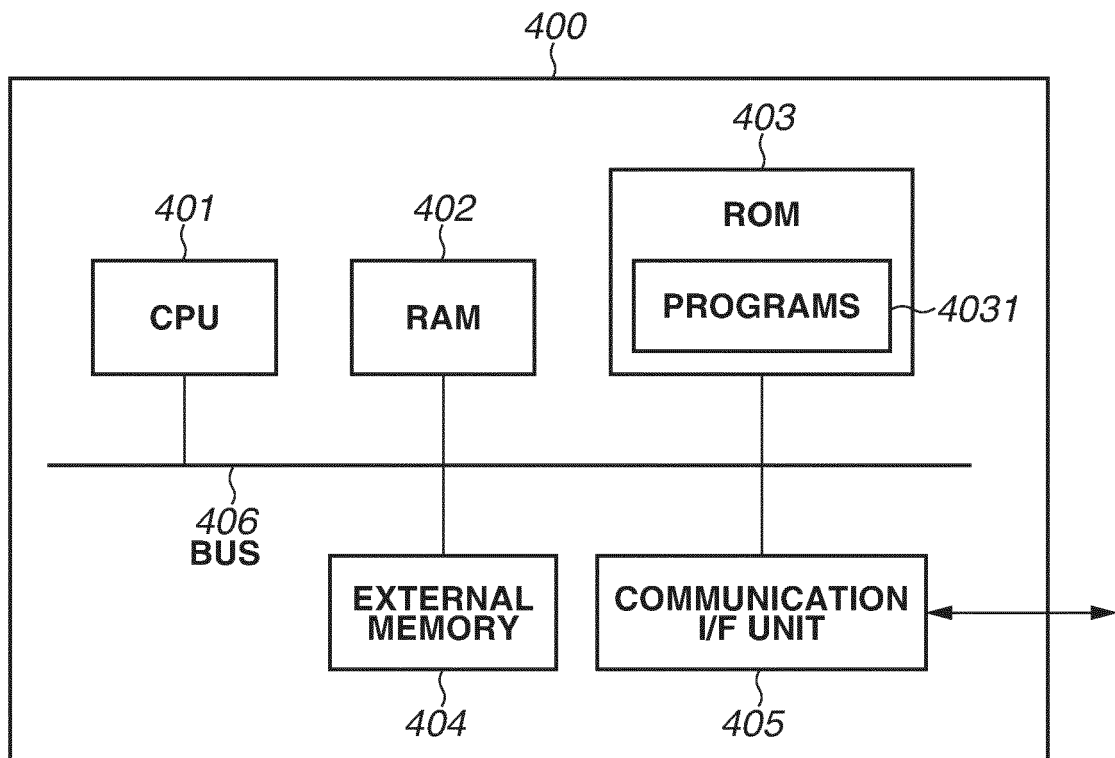 400
403
401
402
ROM
CPU
RAM
PROGRAMS
4031
406
BUS
EXTERNAL
MEMORY
COMMUNICATION
I/F UNIT
404
405